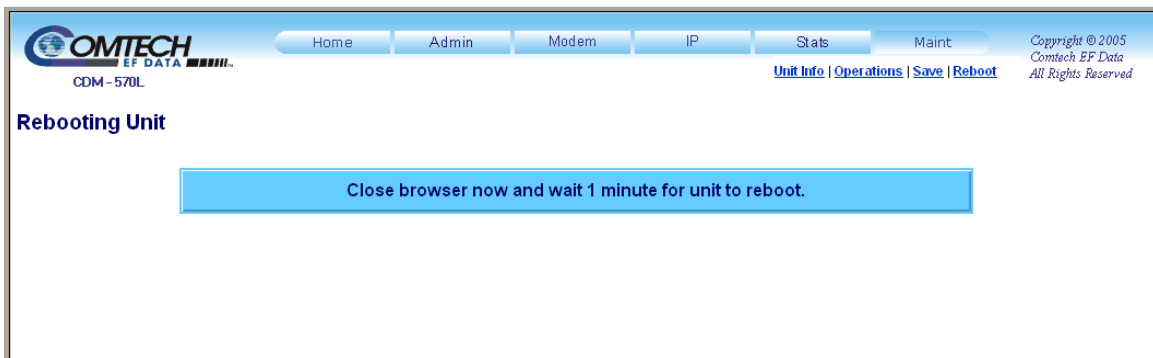 COMTECH
EF DATA
CDM-570L
Home Admin Modem IP Stats Maint
Unit Info | Operations | Save | Reboot
Copyright © 2005
Comtech EF Data
All Rights Reserved
Rebooting Unit
Close browser now and wait 1 minute for unit to reboot.